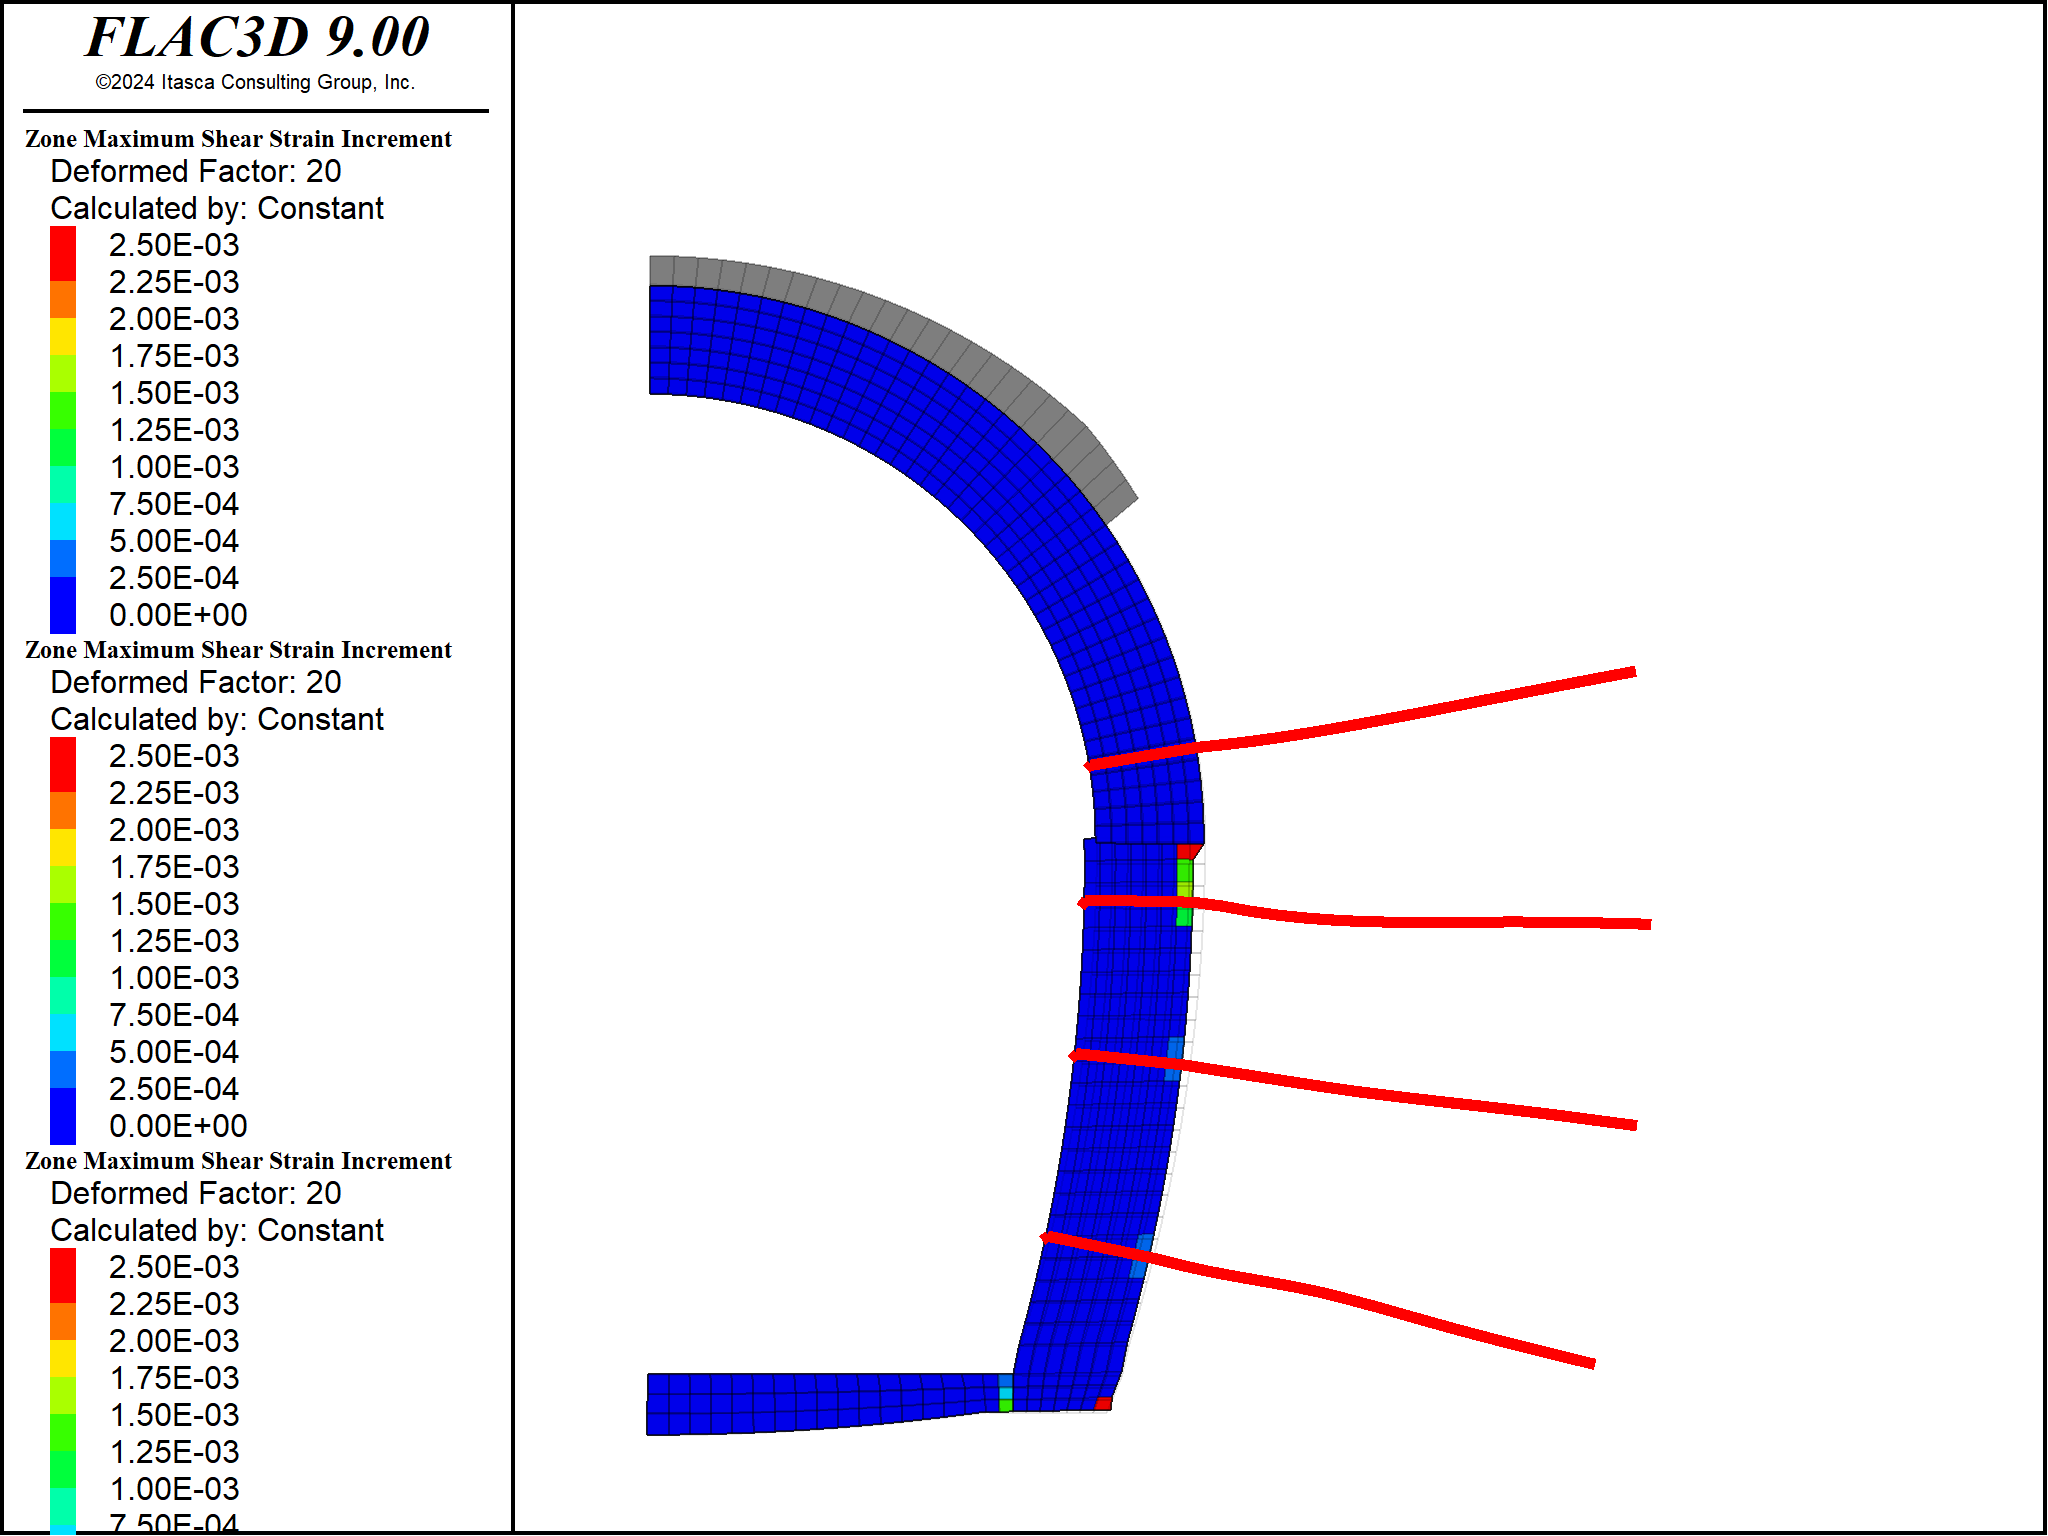 FLAC3D 9.00
©2024 Itasca Consulting Group, Inc.
Zone Maximum Shear Strain Increment
Deformed Factor: 20
Calculated by: Constant
2.50E-03
2.25E-03
2.00E-03
1.75E-03
1.50E-03
1.25E-03
1.00E-03
7.50E-04
5.00E-04
2.50E-04
0.00E+00
Zone Maximum Shear Strain Increment
Deformed Factor: 20
Calculated by: Constant
2.50E-03
2.25E-03
2.00E-03
1.75E-03
1.50E-03
1.25E-03
1.00E-03
7.50E-04
5.00E-04
2.50E-04
0.00E+00
Zone Maximum Shear Strain Increment
Deformed Factor: 20
Calculated by: Constant
2.50E-03
2.25E-03
2.00E-03
1.75E-03
1.50E-03
1.25E-03
1.00E-03
7.50E-04